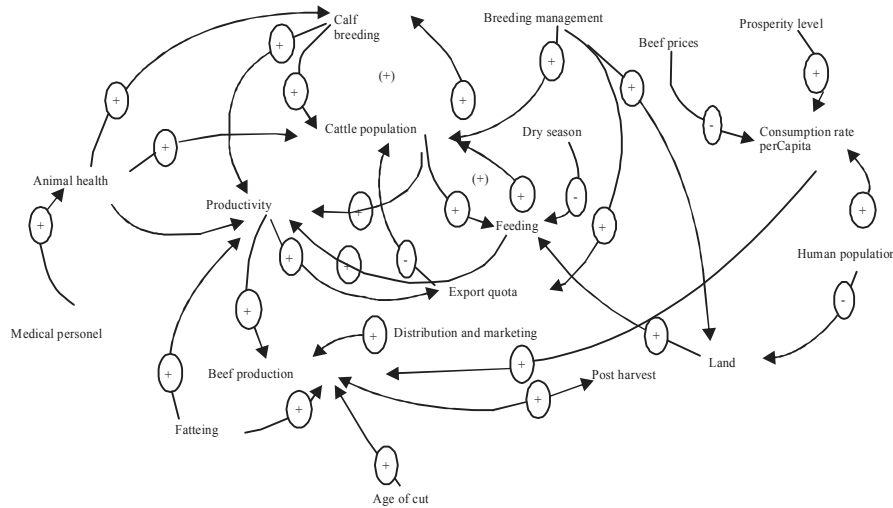 Calf
breeding
Breeding management
Prosperity level
Beef prices
+
+
+
+
+
+
(+)
+
+
-
Cattle population
Dry season
Consumption rate
perCapita
+
Animal health
(+)
+
-
Productivity
+
+
+
Feeding
+
+
+
+
-
Human population
Export quota
-
+
Medical personel
+
Distribution and marketing
+
Land
Beef production
+
+
Post harvest
+
+
Fatteing
+
Age of cut